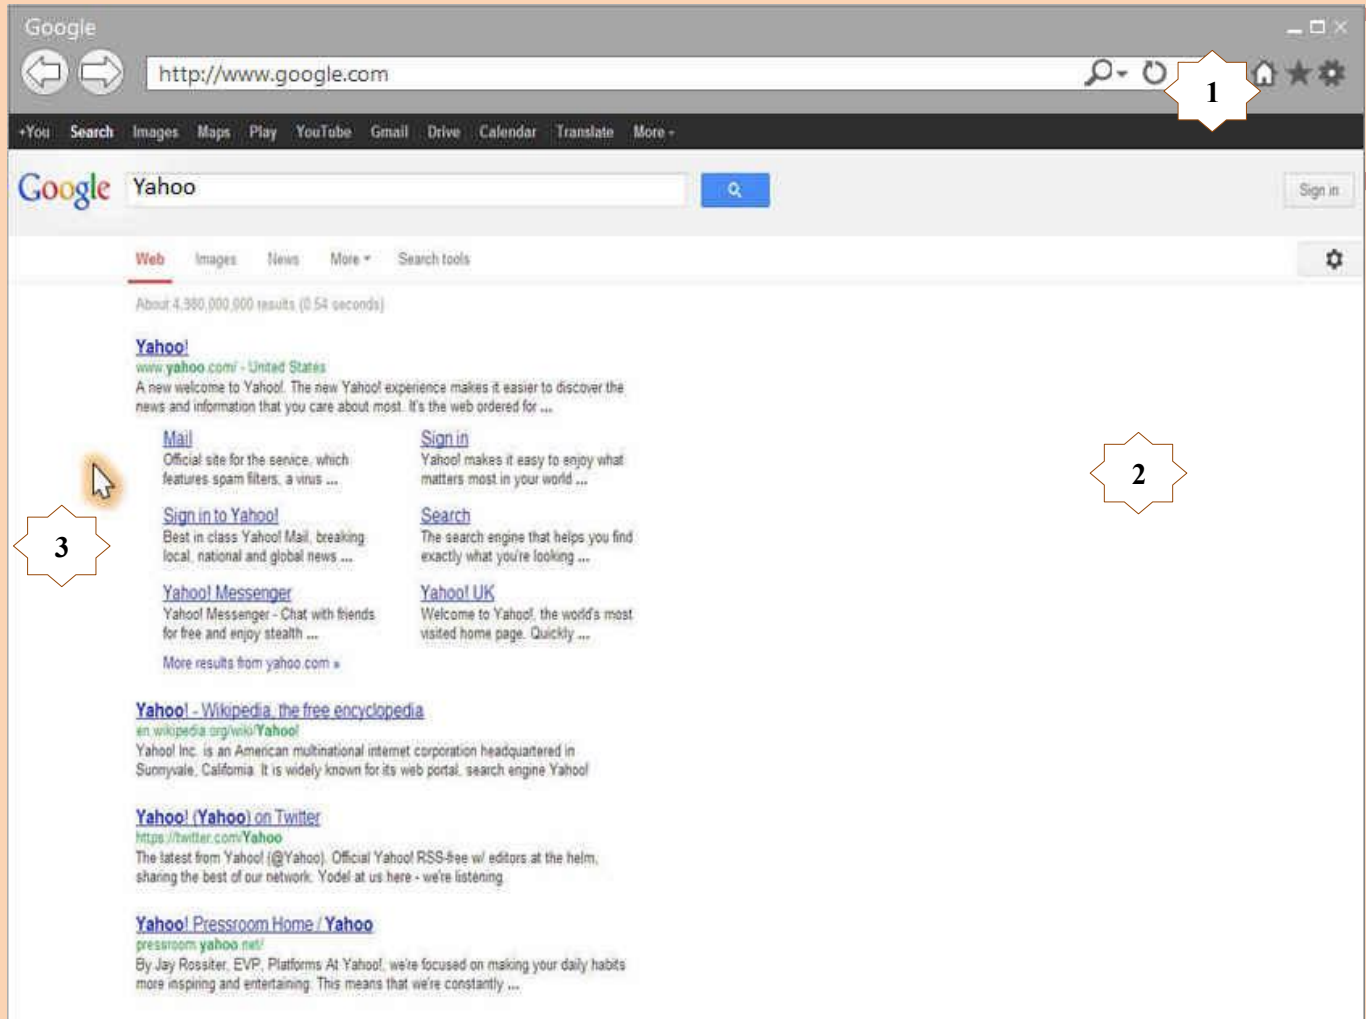 Google
http://www.google.com
1
+You Search Images Maps Play YouTube Gmail Drive Calendar Translate More
Google Yahoo
Sign in
Web Images News More Search tools
About 4,980,000,000 results (0.54 seconds)
Yahoo!
www.yahoo.com/ - United States
A new welcome to Yahoo!. The new Yahoo! experience makes it easier to discover the
news and information that you care about most. It's the web ordered for ...
Mail
Official site for the service, which
features spam filters, a virus ...
Sign in
Yahoo! makes it easy to enjoy what
matters most in your world ...
2
3
Sign in to Yahoo!
Best in class Yahoo! Mail, breaking
local, national and global news ...
Search
The search engine that helps you find
exactly what you're looking ...
Yahoo! Messenger
Yahoo! Messenger - Chat with friends
for free and enjoy stealth ...
Yahoo! UK
Welcome to Yahoo!, the world's most
visited home page. Quickly ...
More results from yahoo.com »
Yahoo! - Wikipedia, the free encyclopedia
en.wikipedia.org/wiki/Yahoo!
Yahoo! Inc. is an American multinational internet corporation headquartered in
Sunnyvale, California. It is widely known for its web portal, search engine Yahoo!
Yahoo! (Yahoo) on Twitter
https://twitter.com/Yahoo
The latest from Yahoo! (@Yahoo). Official Yahoo! RSS-free w/ editors at the helm,
sharing the best of our network. Yodel at us here - we're listening.
Yahoo! Pressroom Home / Yahoo
pressroom.yahoo.net/
By Jay Rossiter, EVP, Platforms At Yahoo!, we're focused on making your daily habits
more inspiring and entertaining. This means that we're constantly ...